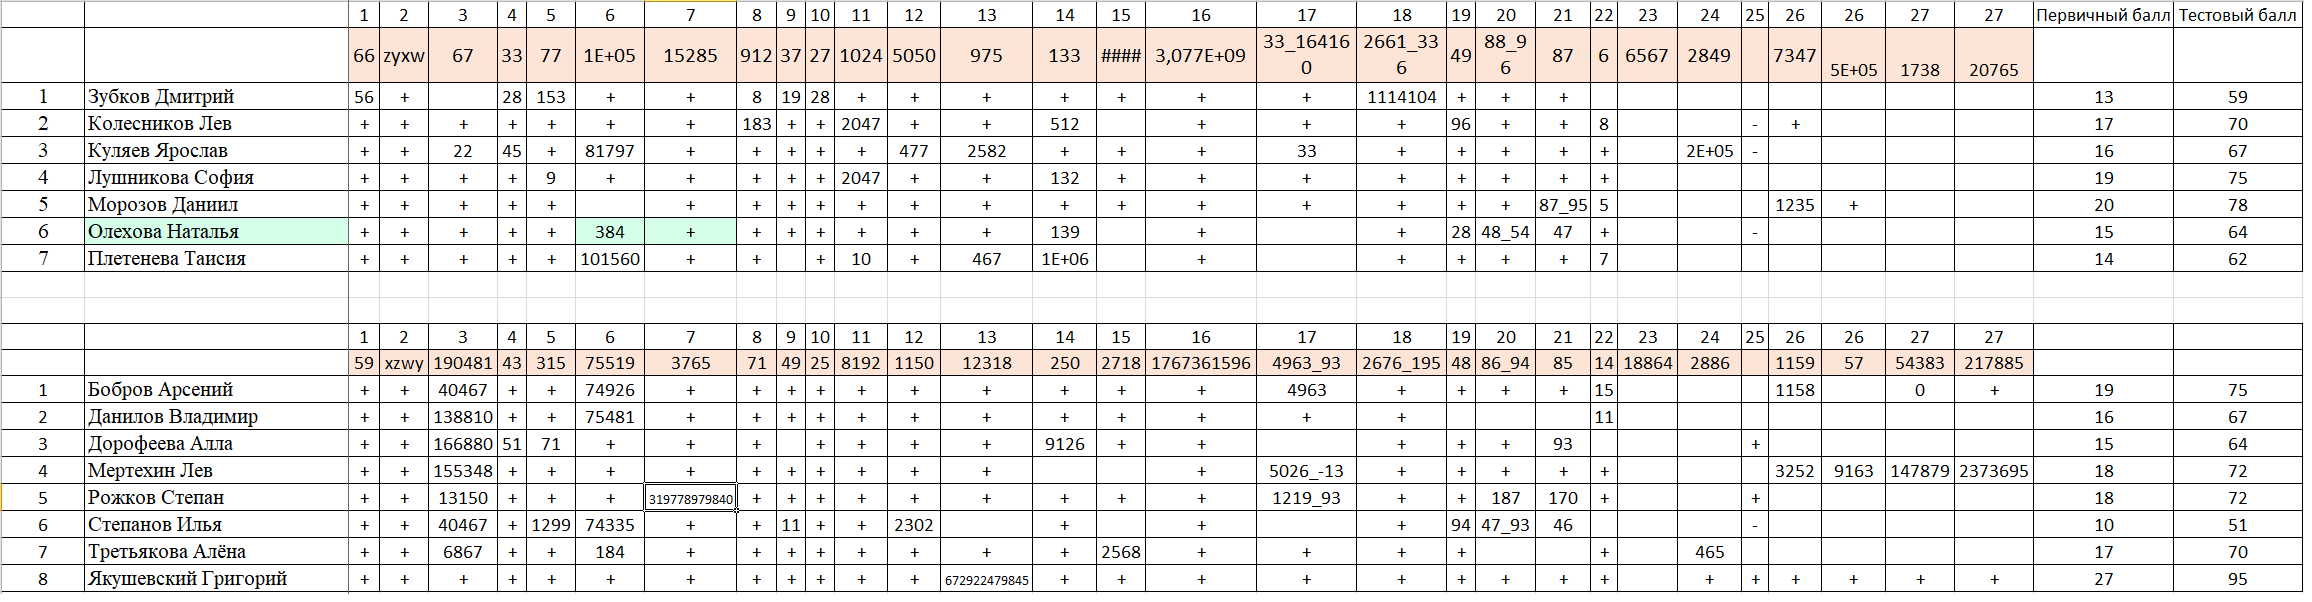 1 2 3 4 5 6 7 8 9 10 11 12 13 14 15 16 17 18 19 20 21 22 23 24 25 26 26 27 27 Первичный балл Тестовый балл
66 zyxw 67 33 77 1E+05 15285 912 37 27 1024 5050 975 133 #### 3,077E+09 33_164160 2661_336 49 88_96 87 6 6567 2849 7347 5E+05 1738 20765
1 Зубков Дмитрий 56 + 28 153 + + 8 19 28 + + + + + + + 1114104 + + + 13 59
2 Колесников Лев + + + + + + + 183 + + 2047 + + 512 + + + 96 + + 8 - + 17 70
3 Куляев Ярослав + + 22 45 + 81797 + + + + + 477 2582 + + + 33 + + + + + 2E+05 - 16 67
4 Лушникова София + + + + 9 + + + + + 2047 + + 132 + + + + + + + + 19 75
5 Морозов Даниил + + + + + + + + + + + + + + + + + + + 87_95 5 1235 + 20 78
6 Олехова Наталья + + + + + 384 + + + + + + + 139 + + 28 48_54 47 + - 15 64
7 Плетенева Таисия + + + + + 101560 + + + 10 + 467 1E+06 + + + + + 7 14 62
1 2 3 4 5 6 7 8 9 10 11 12 13 14 15 16 17 18 19 20 21 22 23 24 25 26 26 27 27
59 xzwy 190481 43 315 75519 3765 71 49 25 8192 1150 12318 250 2718 1767361596 4963_93 2676_195 48 86_94 85 14 18864 2886 1159 57 54383 217885
1 Бобров Арсений + + 40467 + + 74926 + + + + + + + + + + 4963 + + + + 15 1158 0 + 19 75
2 Данилов Владимир + + 138810 + + 75481 + + + + + + + + + + + + 11 16 67
3 Дорофеева Алла + + 166880 51 71 + + + + + + + 9126 + + + + + 93 + 15 64
4 Мертехин Лев + + 155348 + + + + + + + + + + + 5026_-13 + + + + + 3252 9163 147879 2373695 18 72
5 Рожков Степан + + 13150 + + + 319778979840 + + + + + + + + + 1219_93 + + 187 170 + + 18 72
6 Степанов Илья + + 40467 + 1299 74335 + + 11 + + 2302 + + + + 94 47_93 46 - 10 51
7 Третьякова Алёна + + 6867 + + 184 + + + + + + + + 2568 + + + + + 465 17 70
8 Якушевский Григорий + + + + + + + + + + + + 672922479845 + + + + + + + + + + + + + + + 27 95